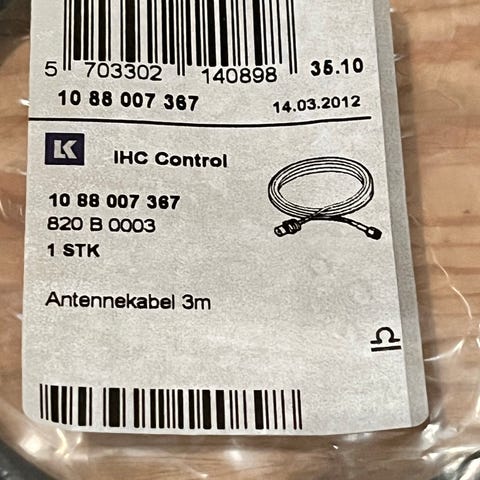 5 703302 140898 35.10
10 88 007 367 14.03.2012
LK IHC Control
10 88 007 367
820 B 0003
1 STK
Antennekabel 3m